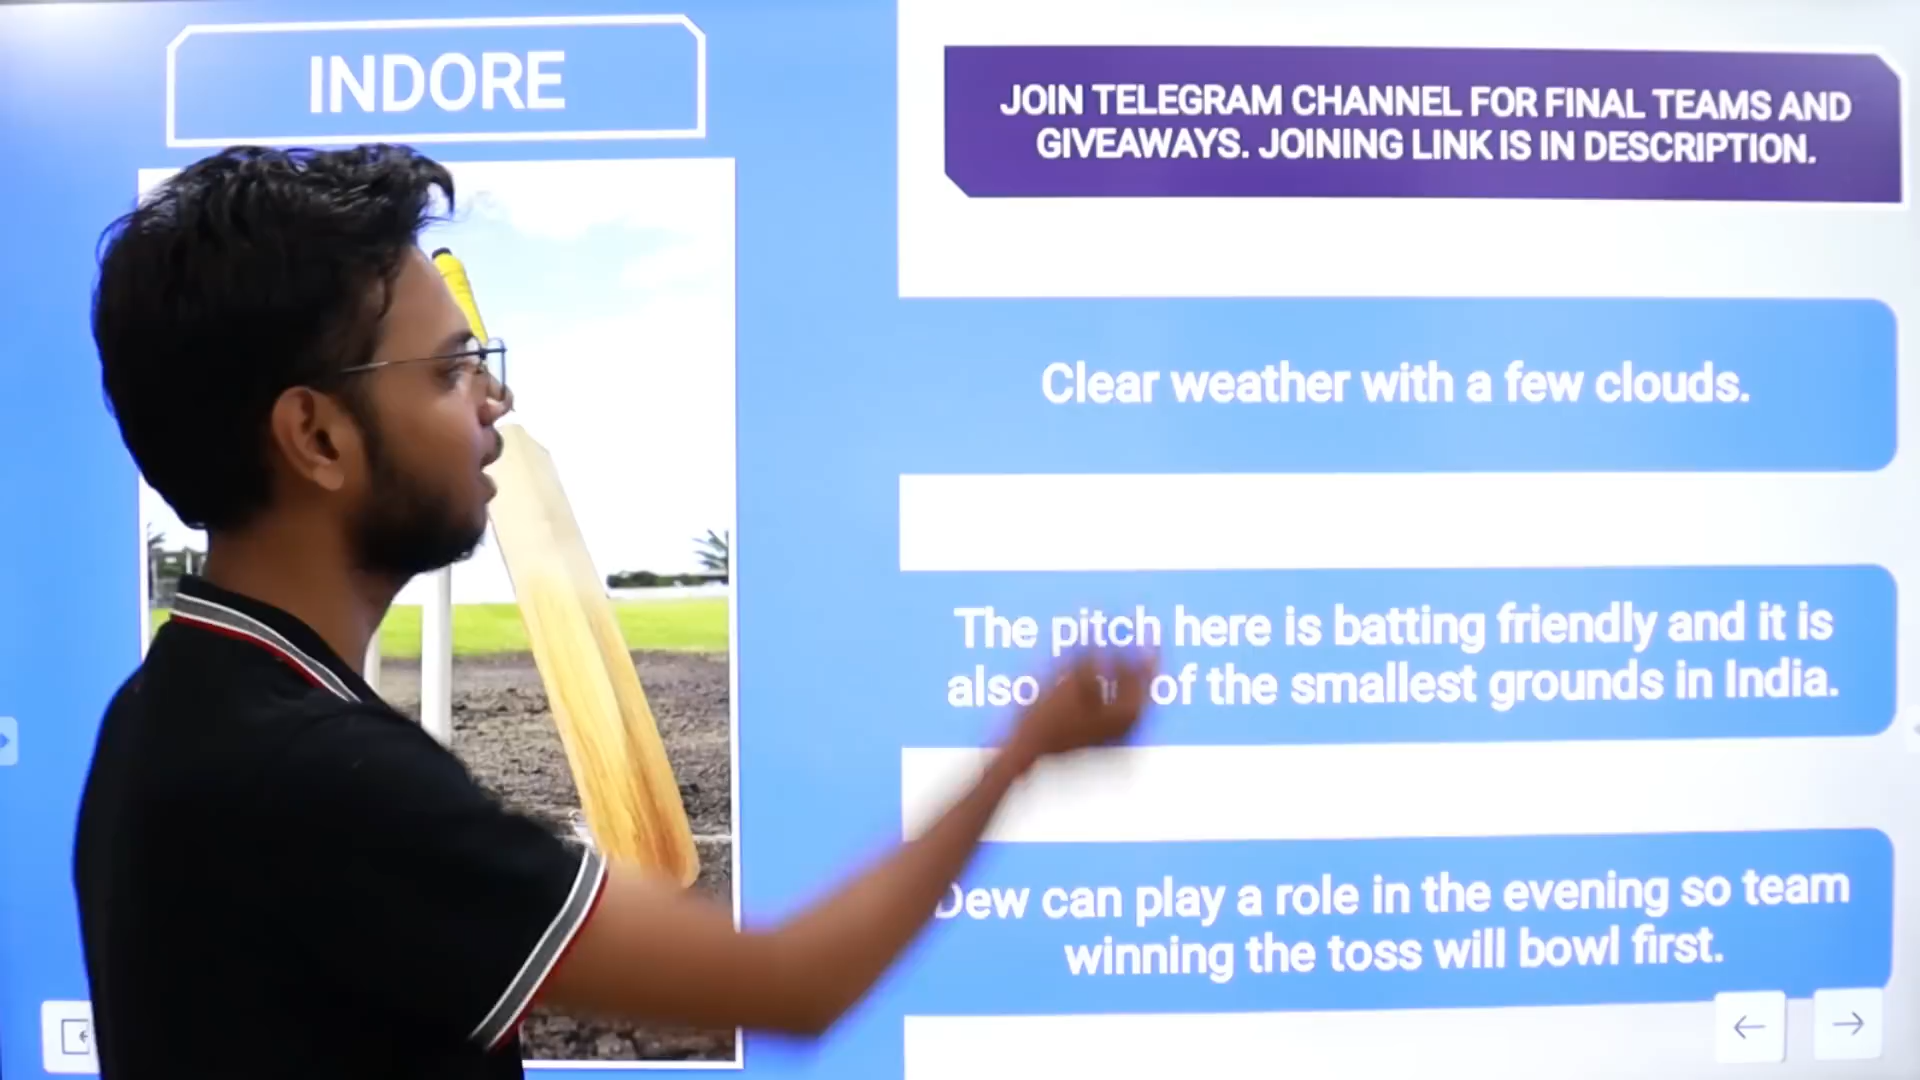 INDORE
JOIN TELEGRAM CHANNEL FOR FINAL TEAMS AND
GIVEAWAYS. JOINING LINK IS IN DESCRIPTION.
Clear weather with a few clouds.
The pitch here is batting friendly and it is
also of the smallest grounds in India.
Dew can play a role in the evening so team
winning the toss will bowl first.